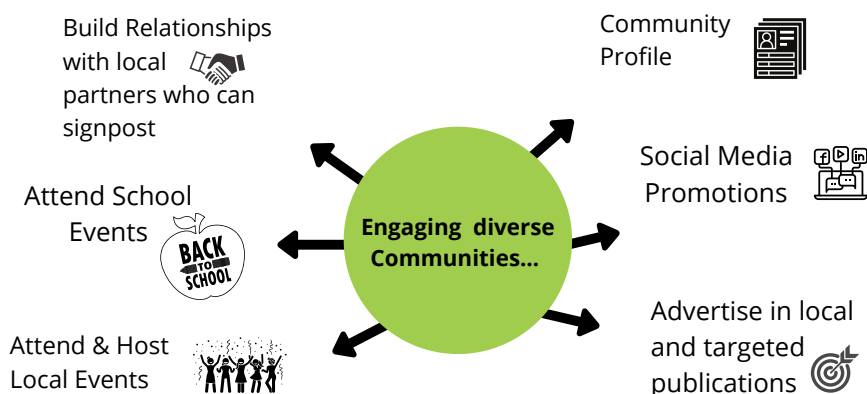 Build Relationships
with local
partners who can
signpost
Community
Profile
Attend School
Events
BACK
TO
SCHOOL
Engaging diverse
Communities...
Social Media
Promotions
Attend & Host
Local Events
Advertise in local
and targeted
publications